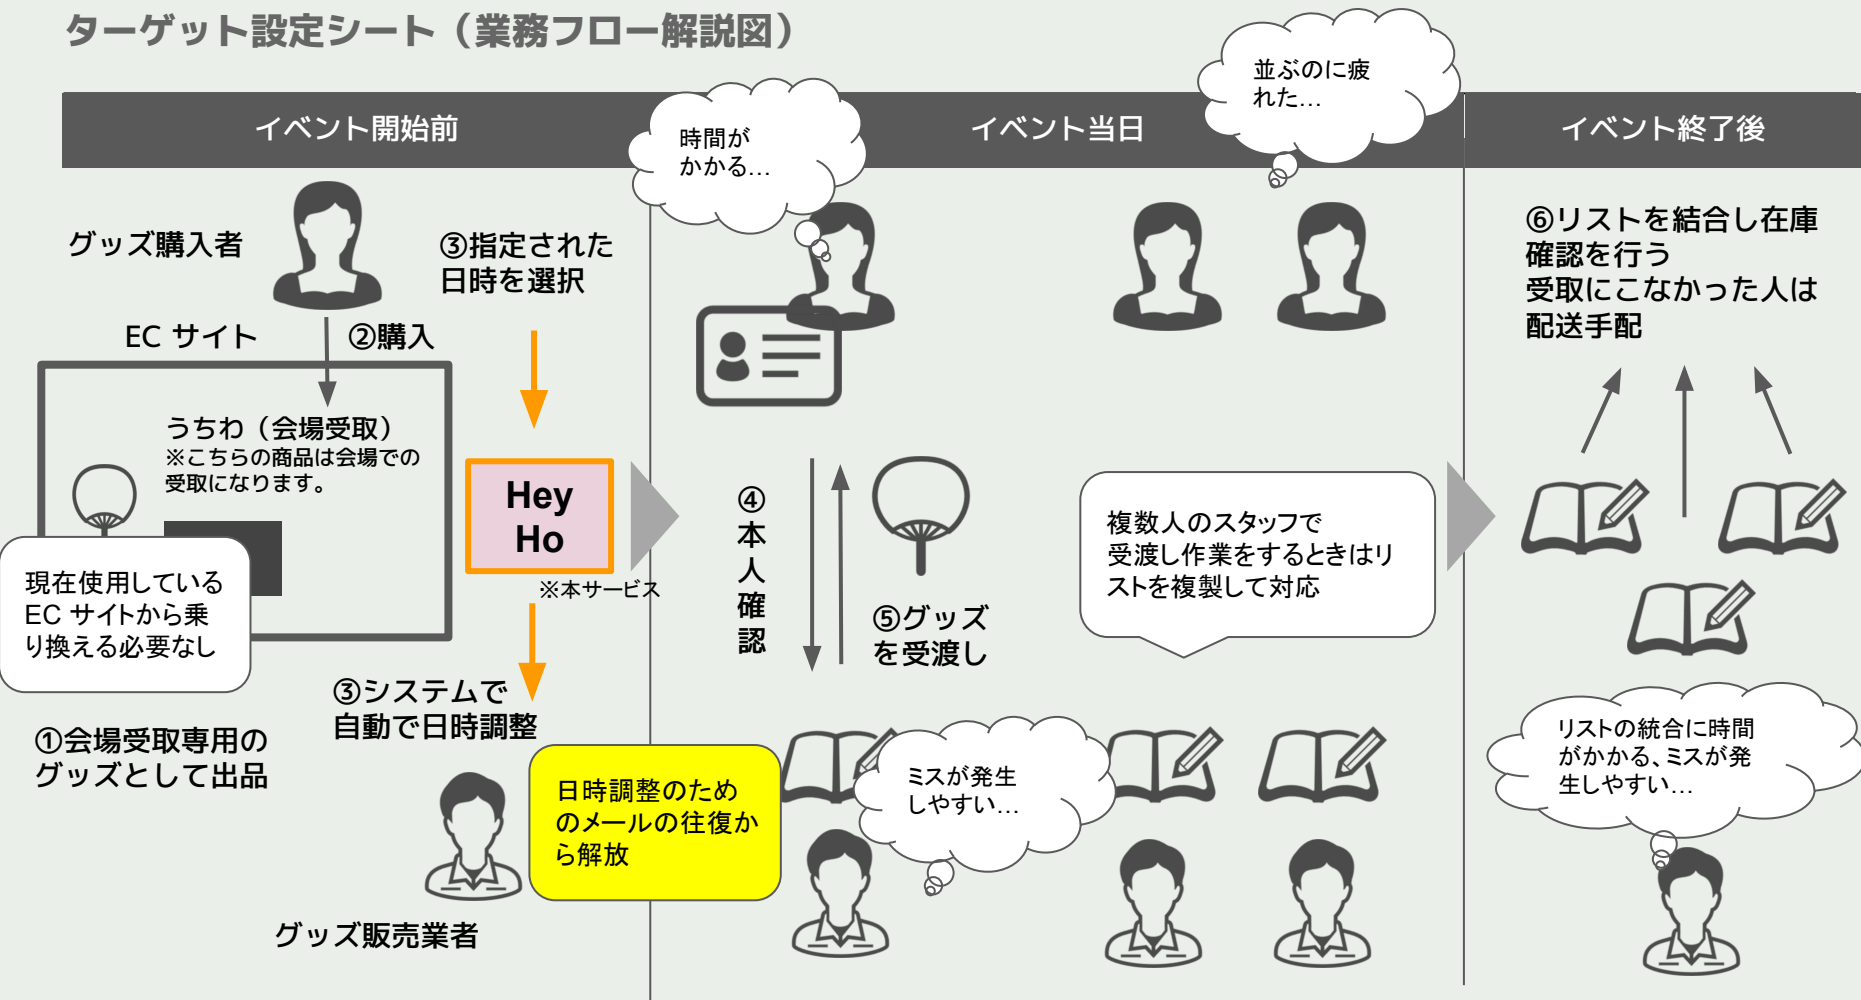 ターゲット設定シート（業務フロー解説図）
イベント開始前
イベント当日
イベント終了後
時間が
かかる…
並ぶのに疲
れた…
グッズ購入者
③指定された
日時を選択
EC サイト
②購入
うちわ（会場受取）
※こちらの商品は会場での
受取になります。
Hey
Ho
※本サービス
現在使用している
EC サイトから乗
り換える必要なし
①会場受取専用の
グッズとして出品
③システムで
自動で日時調整
日時調整のため
のメールの往復か
ら解放
グッズ販売業者
④
本
人
確
認
⑤グッズ
を受渡し
複数人のスタッフで
受渡し作業をするときはリ
ストを複製して対応
ミスが発生
しやすい…
⑥リストを結合し在庫
確認を行う
受取にこなかった人は
配送手配
リストの統合に時間
がかかる、ミスが発
生しやすい…